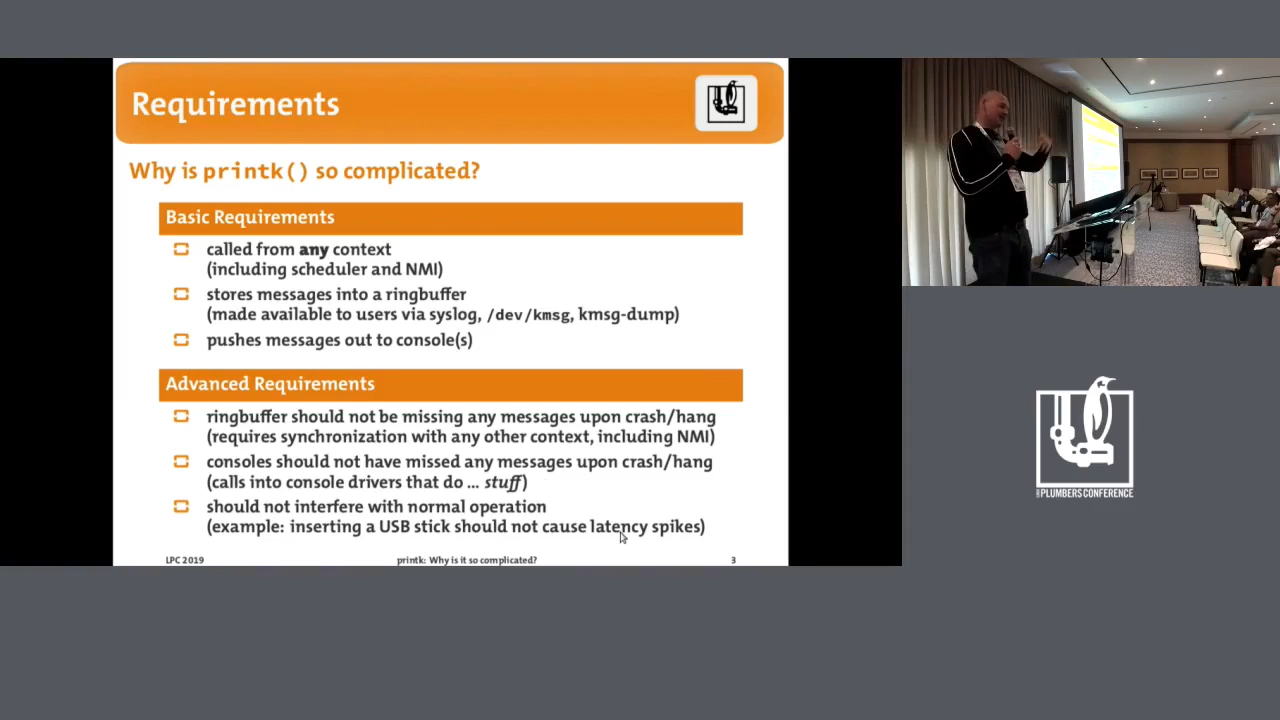 Requirements
Why is printk() so complicated?
Basic Requirements
called from any context
(including scheduler and NMI)
stores messages into a ringbuffer
(made available to users via syslog, /dev/kmsg, kmsg-dump)
pushes messages out to console(s)
Advanced Requirements
ringbuffer should not be missing any messages upon crash/hang
(requires synchronization with any other context, including NMI)
consoles should not have missed any messages upon crash/hang
(calls into console drivers that do ... stuff)
should not interfere with normal operation
(example: inserting a USB stick should not cause latency spikes)
LPC 2019
printk: Why is it so complicated?
3
PLUMBERS CONFERENCE